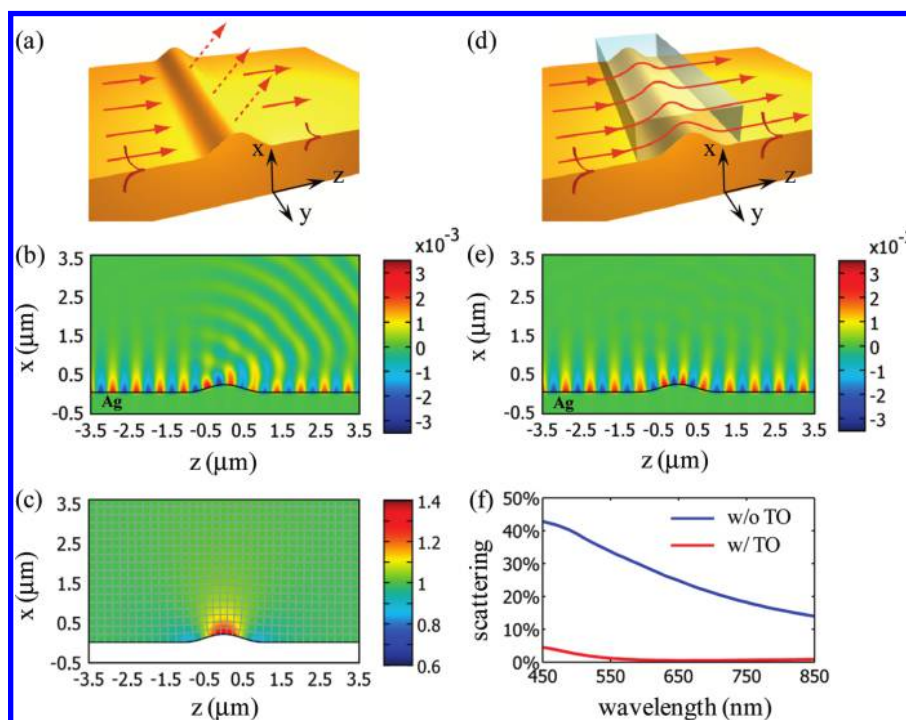 (a)
x
z
y
(d)
x
z
y
(b)
x10⁻³
3.5
2.5
1.5
0.5
-0.5
x (μm)
Ag
-3.5 -2.5 -1.5 -0.5 0.5 1.5 2.5 3.5
z (μm)
3
2
1
0
-1
-2
-3
(e)
x10⁻³
3.5
2.5
1.5
0.5
-0.5
x (μm)
Ag
-3.5 -2.5 -1.5 -0.5 0.5 1.5 2.5 3.5
z (μm)
3
2
1
0
-1
-2
-3
(c)
3.5
2.5
1.5
0.5
-0.5
x (μm)
-3.5 -2.5 -1.5 -0.5 0.5 1.5 2.5 3.5
z (μm)
1.4
1.2
1.0
0.8
0.6
(f)
50%
40%
30%
20%
10%
0%
scattering
w/o TO
w/ TO
450 550 650 750 850
wavelength (nm)